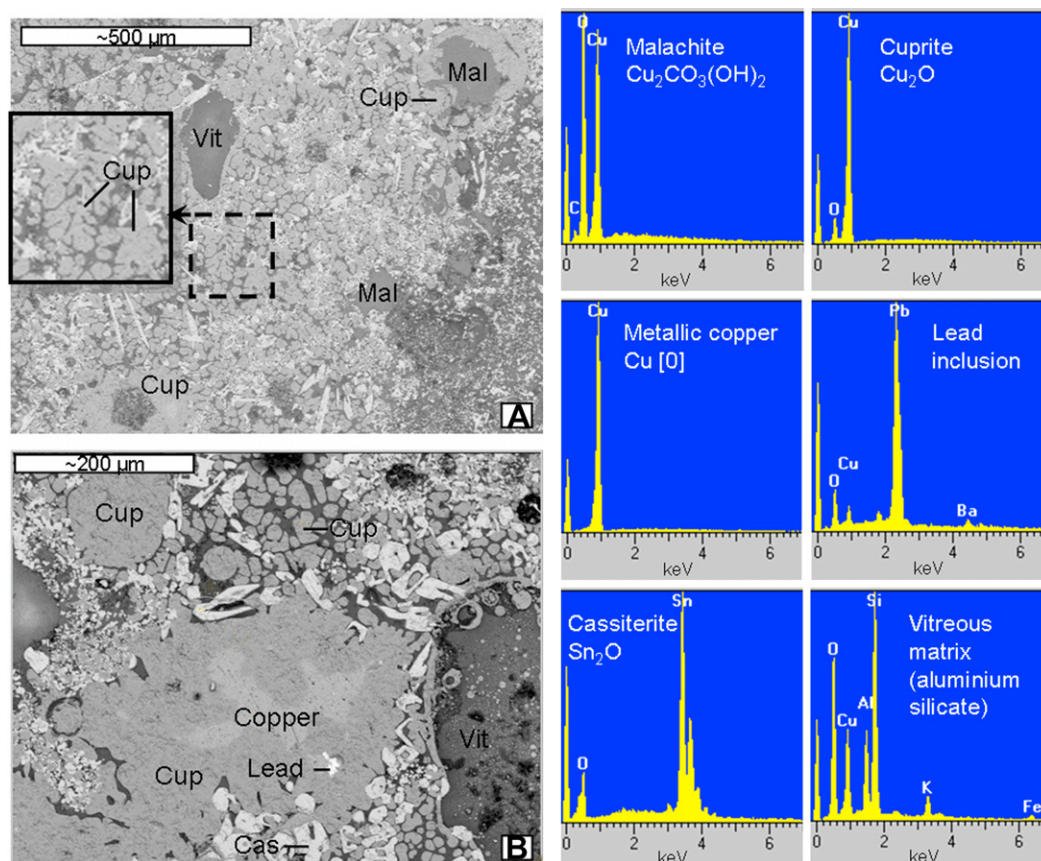 ~500 µm
Mal
Cup
Vit
Cup
Mal
Cup
A
~200 µm
Cup
Cup
Copper
Vit
Cup
Lead
Cas
B
O
Cu
Malachite
Cu₂CO₃(OH)₂
C
0 2 4 6
keV
Cu
Cuprite
Cu₂O
O
0 2 4 6
keV
Cu
Metallic copper
Cu [0]
0 2 4 6
keV
Pb
Lead
inclusion
O
Cu
Ba
0 2 4 6
keV
Sn
Cassiterite
Sn₂O
O
0 2 4 6
keV
Si
Vitreous
matrix
(aluminium
silicate)
O
Al
Cu
K
Fe
0 2 4 6
keV